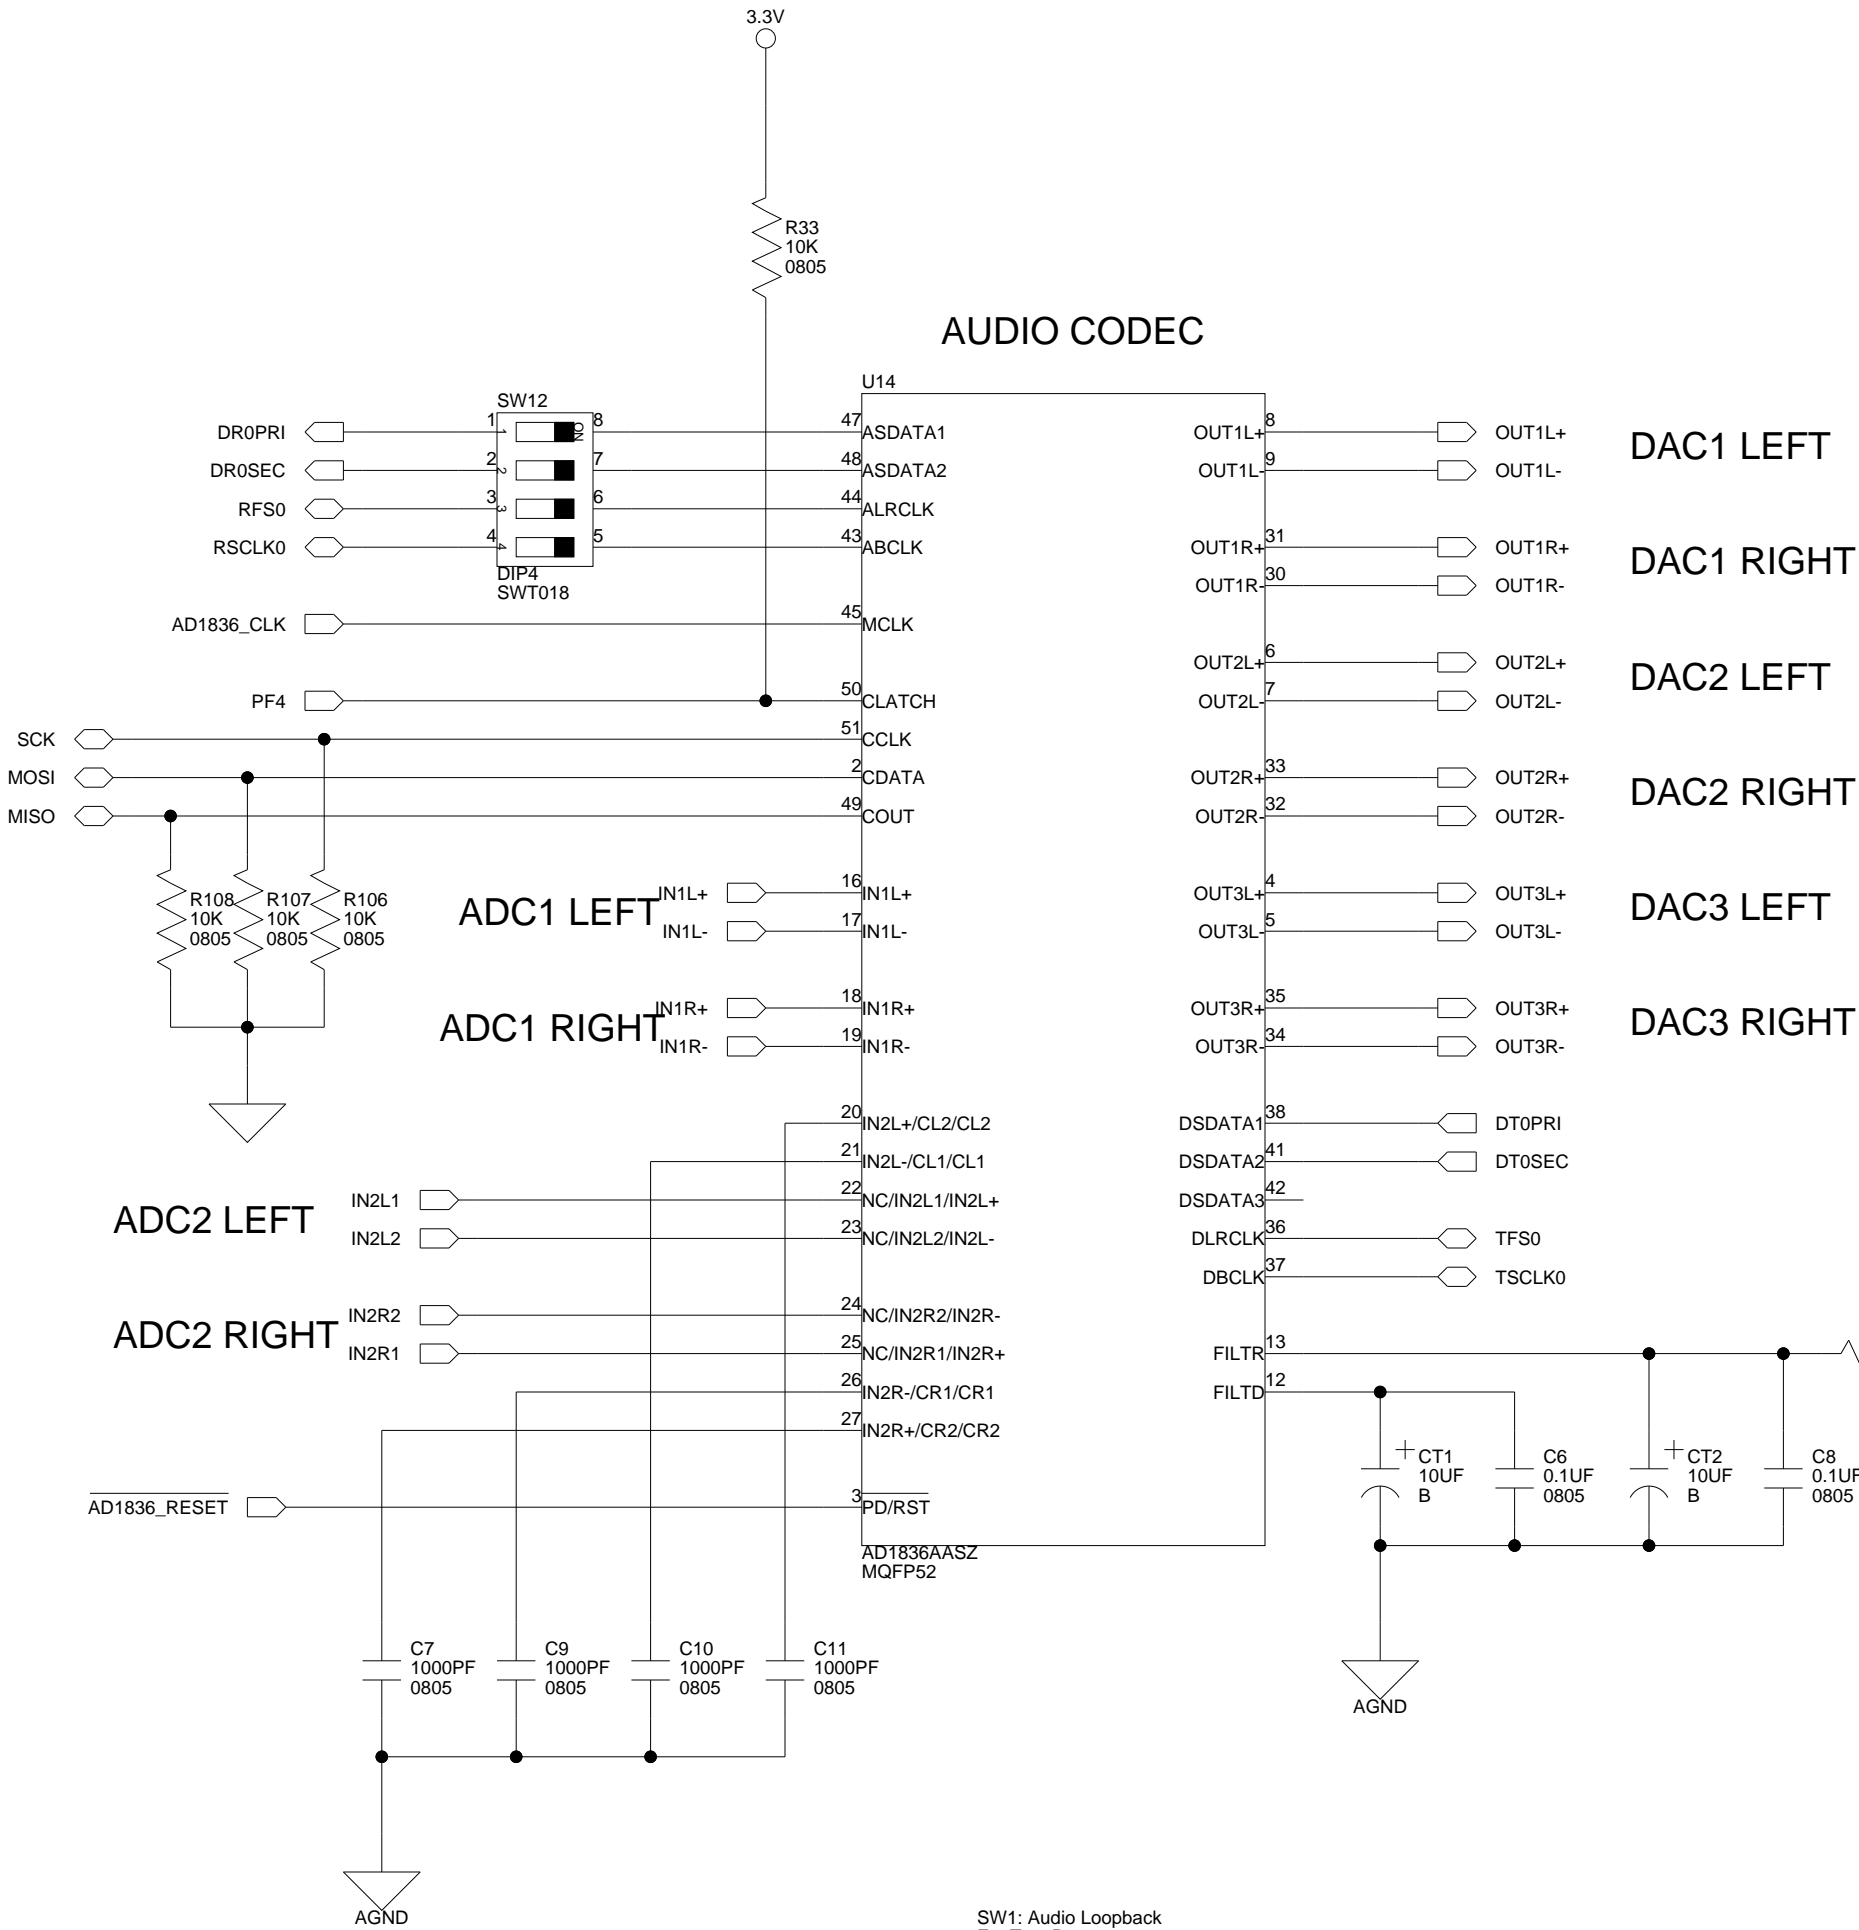 3.3V
R33
10K
0805
AUDIO CODEC
U14
SW12
DR0PRI
1
1
ON
8
47
ASDATA1
OUT1L+
8
OUT1L+
DAC1 LEFT
DR0SEC
2
2
7
48
ASDATA2
OUT1L-
9
OUT1L-
RFS0
3
3
6
44
ALRCLK
RSCLK0
4
4
5
43
ABCLK
OUT1R+
31
OUT1R+
DAC1 RIGHT
DIP4
SWT018
OUT1R-
30
OUT1R-
AD1836_CLK
45
MCLK
OUT2L+
6
OUT2L+
DAC2 LEFT
PF4
50
CLATCH
OUT2L-
7
OUT2L-
SCK
51
CCLK
MOSI
2
CDATA
OUT2R+
33
OUT2R+
DAC2 RIGHT
MISO
49
COUT
OUT2R-
32
OUT2R-
R108
10K
0805
R107
10K
0805
R106
10K
0805
ADC1 LEFT
IN1L+
16
IN1L+
OUT3L+
4
OUT3L+
DAC3 LEFT
IN1L-
17
IN1L-
OUT3L-
5
OUT3L-
ADC1 RIGHT
IN1R+
18
IN1R+
OUT3R+
35
OUT3R+
DAC3 RIGHT
IN1R-
19
IN1R-
OUT3R-
34
OUT3R-
20
IN2L+/CL2/CL2
DSDATA1
38
DT0PRI
21
IN2L-/CL1/CL1
DSDATA2
41
DT0SEC
ADC2 LEFT
IN2L1
22
NC/IN2L1/IN2L+
DSDATA3
42
IN2L2
23
NC/IN2L2/IN2L-
DLRCLK
36
TFS0
DBCLK
37
TSCLK0
ADC2 RIGHT
IN2R2
24
NC/IN2R2/IN2R-
IN2R1
25
NC/IN2R1/IN2R+
FILTR
13
26
IN2R-/CR1/CR1
FILTD
12
27
IN2R+/CR2/CR2
CT1
10UF
B
C6
0.1UF
0805
CT2
10UF
B
C8
0.1UF
0805
AD1836_RESET
3
PD/RST
AD1836AASZ
MQFP52
C7
1000PF
0805
C9
1000PF
0805
C10
1000PF
0805
C11
1000PF
0805
AGND
AGND
SW1: Audio Loopback